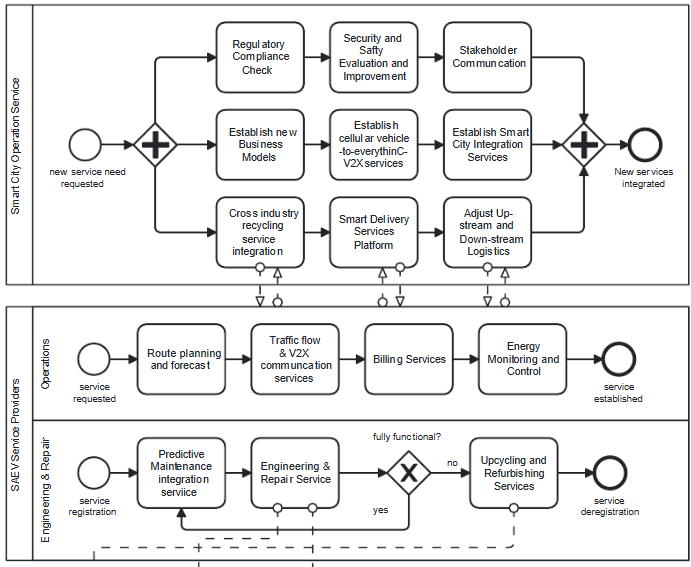 Smart City Operation Service
new service need
requested
Regulatory
Compliance
Check
Security and
Safty
Evaluation and
Improvement
Stakeholder
Communcation
Establish new
Business
Models
Establish
cellular vehicle
-to-everythinC-
V2X services
Establish Smart
City Integration
Services
Cross industry
recycling
service
integration
Smart Delivery
Services
Platform
Adjust Up-
stream and
Down-stream
Logistics
New services
integrated
SAEV Service Providers
Operations
service
requested
Route planning
and forecast
Traffic flow
& V2X
communcation
services
Billing Services
Energy
Monitoring and
Control
service
established
Engineering & Repair
service
registration
Predictive
Maintenance
integration
serviice
Engineering &
Repair Service
fully functional?
no
yes
Upcycling and
Refurbishing
Services
service
deregistration